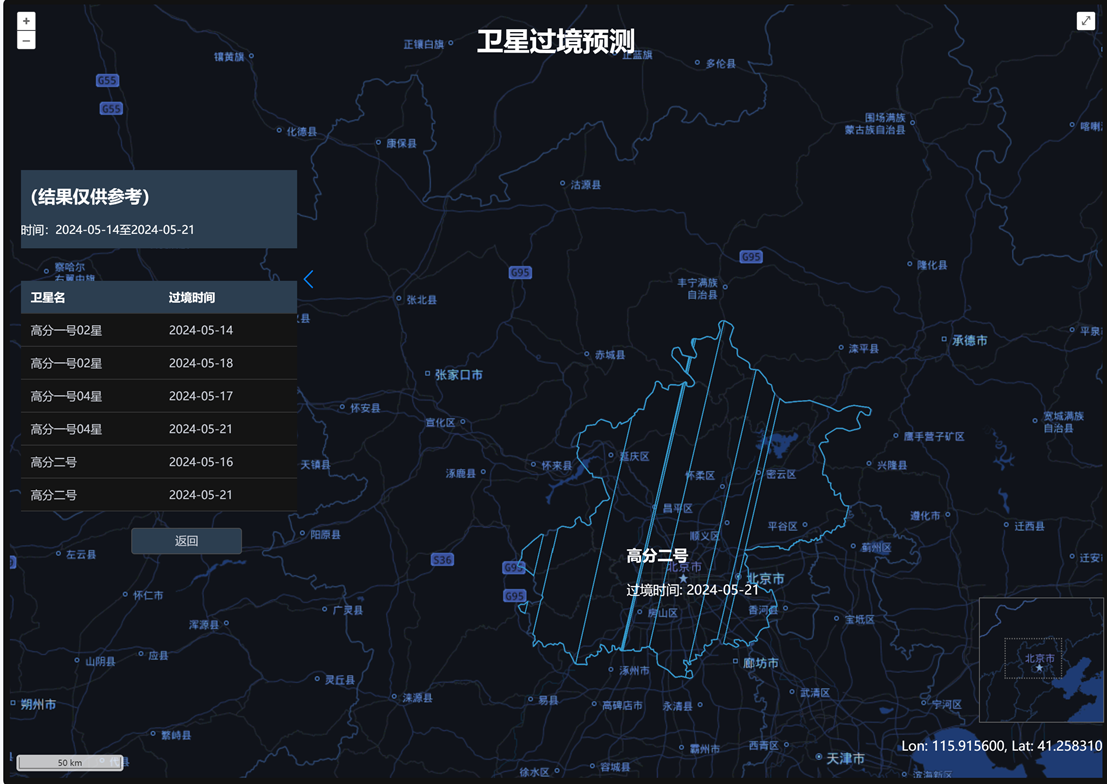 +
−
卫星过境预测
镶黄旗
正镶白旗
正蓝旗
多伦县
G55
G55
围场满族
蒙古族自治县
化德县
康保县
沽源县
(结果仅供参考)
时间：2024-05-14至2024-05-21
察哈尔
G95
G95
隆化县
丰宁满族
自治县
张北县
卫星名 过境时间
高分一号02星 2024-05-14
高分一号02星 2024-05-18
高分一号04星 2024-05-17
高分一号04星 2024-05-21
高分二号 2024-05-16
高分二号 2024-05-21
返回
赤城县
滦平县
承德市
张家口市
怀安县
宣化区
宽城满族
自治县
鹰手营子矿区
天镇县
涿鹿县
怀来县
延庆区
怀柔区
密云区
兴隆县
昌平区
平谷区
遵化市
迁西县
阳原县
顺义区
蓟州区
左云县
S36
G95
G95
高分二号
北京市
北京市
过境时间: 2024-05-21
怀仁市
广灵县
房山区
香河县
宝坻区
浑源县
应县
山阴县
涿州市
廊坊市
灵丘县
涞源县
易县
高碑店市
永清县
武清区
宁河区
北京市
朔州市
繁峙县
霸州市
西青区
天津市
Lon: 115.915600, Lat: 41.258310
50 km
徐水区
容城县
滨海新区